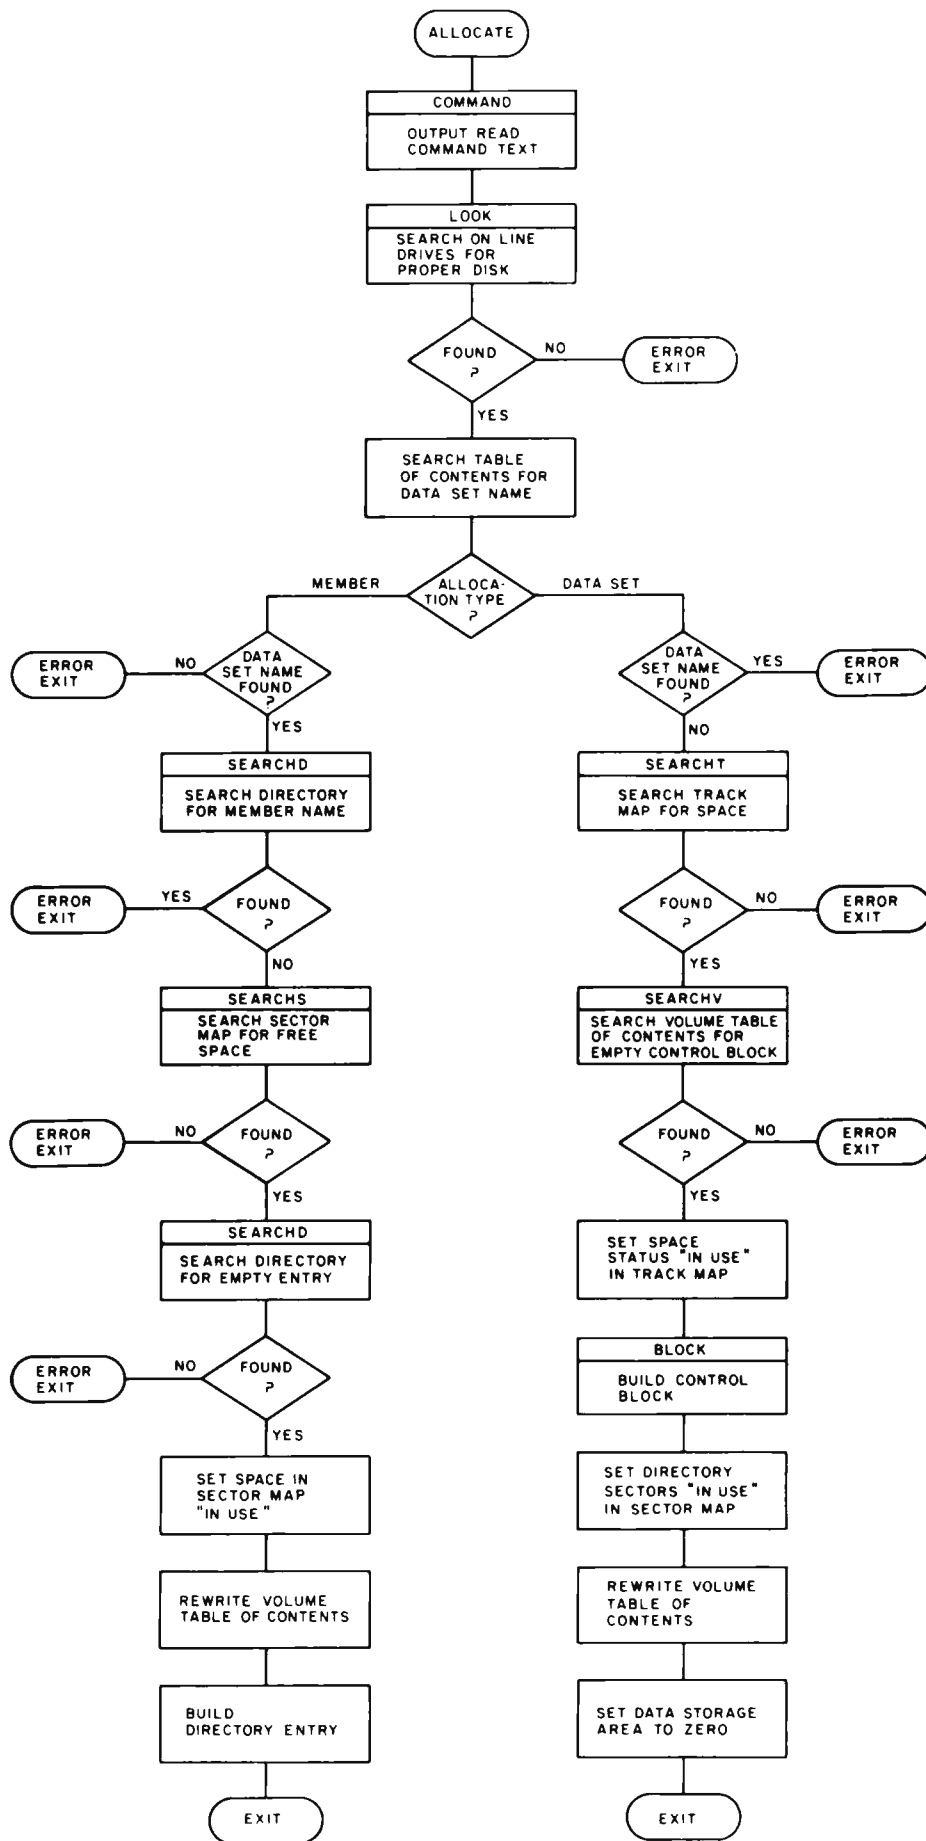 ALLOCATE
COMMAND
OUTPUT READ
COMMAND TEXT
LOOK
SEARCH ON LINE
DRIVES FOR
PROPER DISK
FOUND
?
NO
ERROR
EXIT
YES
SEARCH TABLE
OF CONTENTS FOR
DATA SET NAME
MEMBER
ALLOCA-
TION TYPE
?
DATA SET
ERROR
EXIT
NO
DATA
SET NAME
FOUND
?
YES
SEARCHD
SEARCH DIRECTORY
FOR MEMBER NAME
ERROR
EXIT
YES
FOUND
?
NO
SEARCHS
SEARCH SECTOR
MAP FOR FREE
SPACE
ERROR
EXIT
NO
FOUND
?
YES
SEARCHD
SEARCH DIRECTORY
FOR EMPTY ENTRY
ERROR
EXIT
NO
FOUND
?
YES
SET SPACE IN
SECTOR MAP
"IN USE"
REWRITE VOLUME
TABLE OF CONTENTS
BUILD
DIRECTORY ENTRY
EXIT
DATA
SET NAME
FOUND
?
YES
ERROR
EXIT
NO
SEARCHT
SEARCH TRACK
MAP FOR SPACE
FOUND
?
NO
ERROR
EXIT
YES
SEARCHV
SEARCH VOLUME TABLE
OF CONTENTS FOR
EMPTY CONTROL BLOCK
FOUND
?
NO
ERROR
EXIT
YES
SET SPACE
STATUS "IN USE"
IN TRACK MAP
BLOCK
BUILD CONTROL
BLOCK
SET DIRECTORY
SECTORS "IN USE"
IN SECTOR MAP
REWRITE VOLUME
TABLE OF
CONTENTS
SET DATA STORAGE
AREA TO ZERO
EXIT